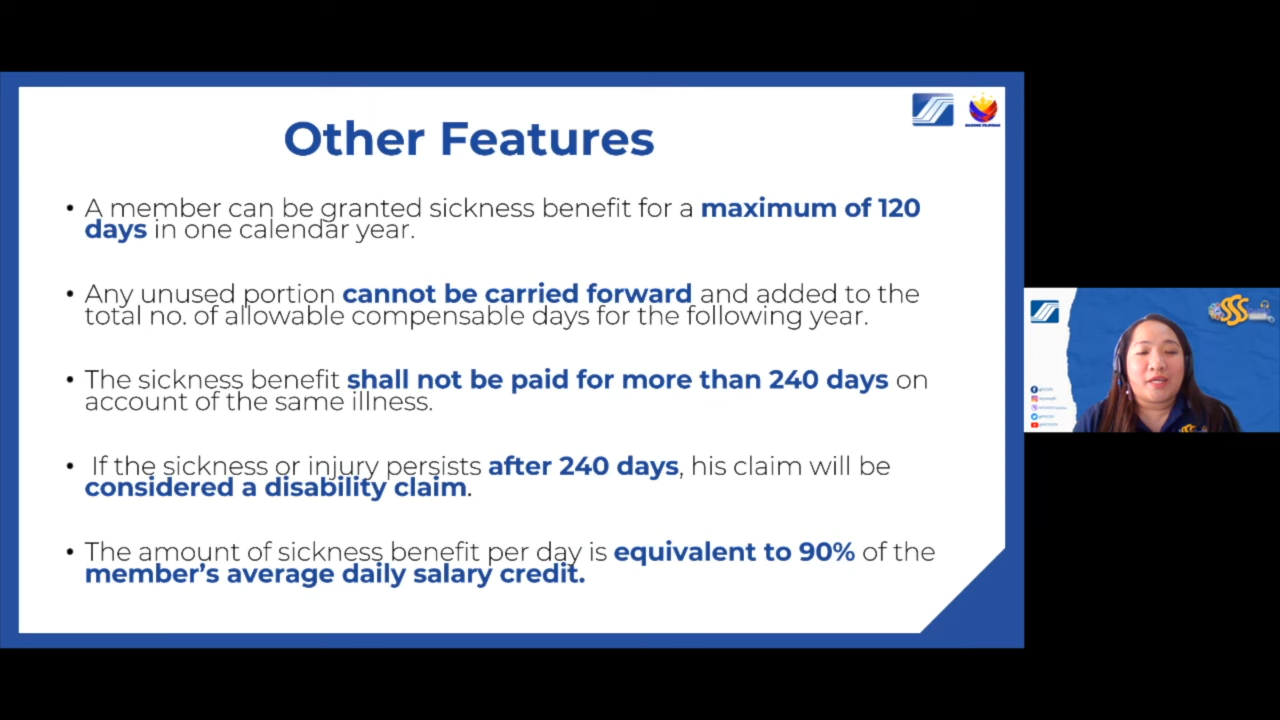 Other Features
• A member can be granted sickness benefit for a maximum of 120
days in one calendar year.
• Any unused portion cannot be carried forward and added to the
total no. of allowable compensable days for the following year.
• The sickness benefit shall not be paid for more than 240 days on
account of the same illness.
• If the sickness or injury persists after 240 days, his claim will be
considered a disability claim.
• The amount of sickness benefit per day is equivalent to 90% of the
member's average daily salary credit.
SSS